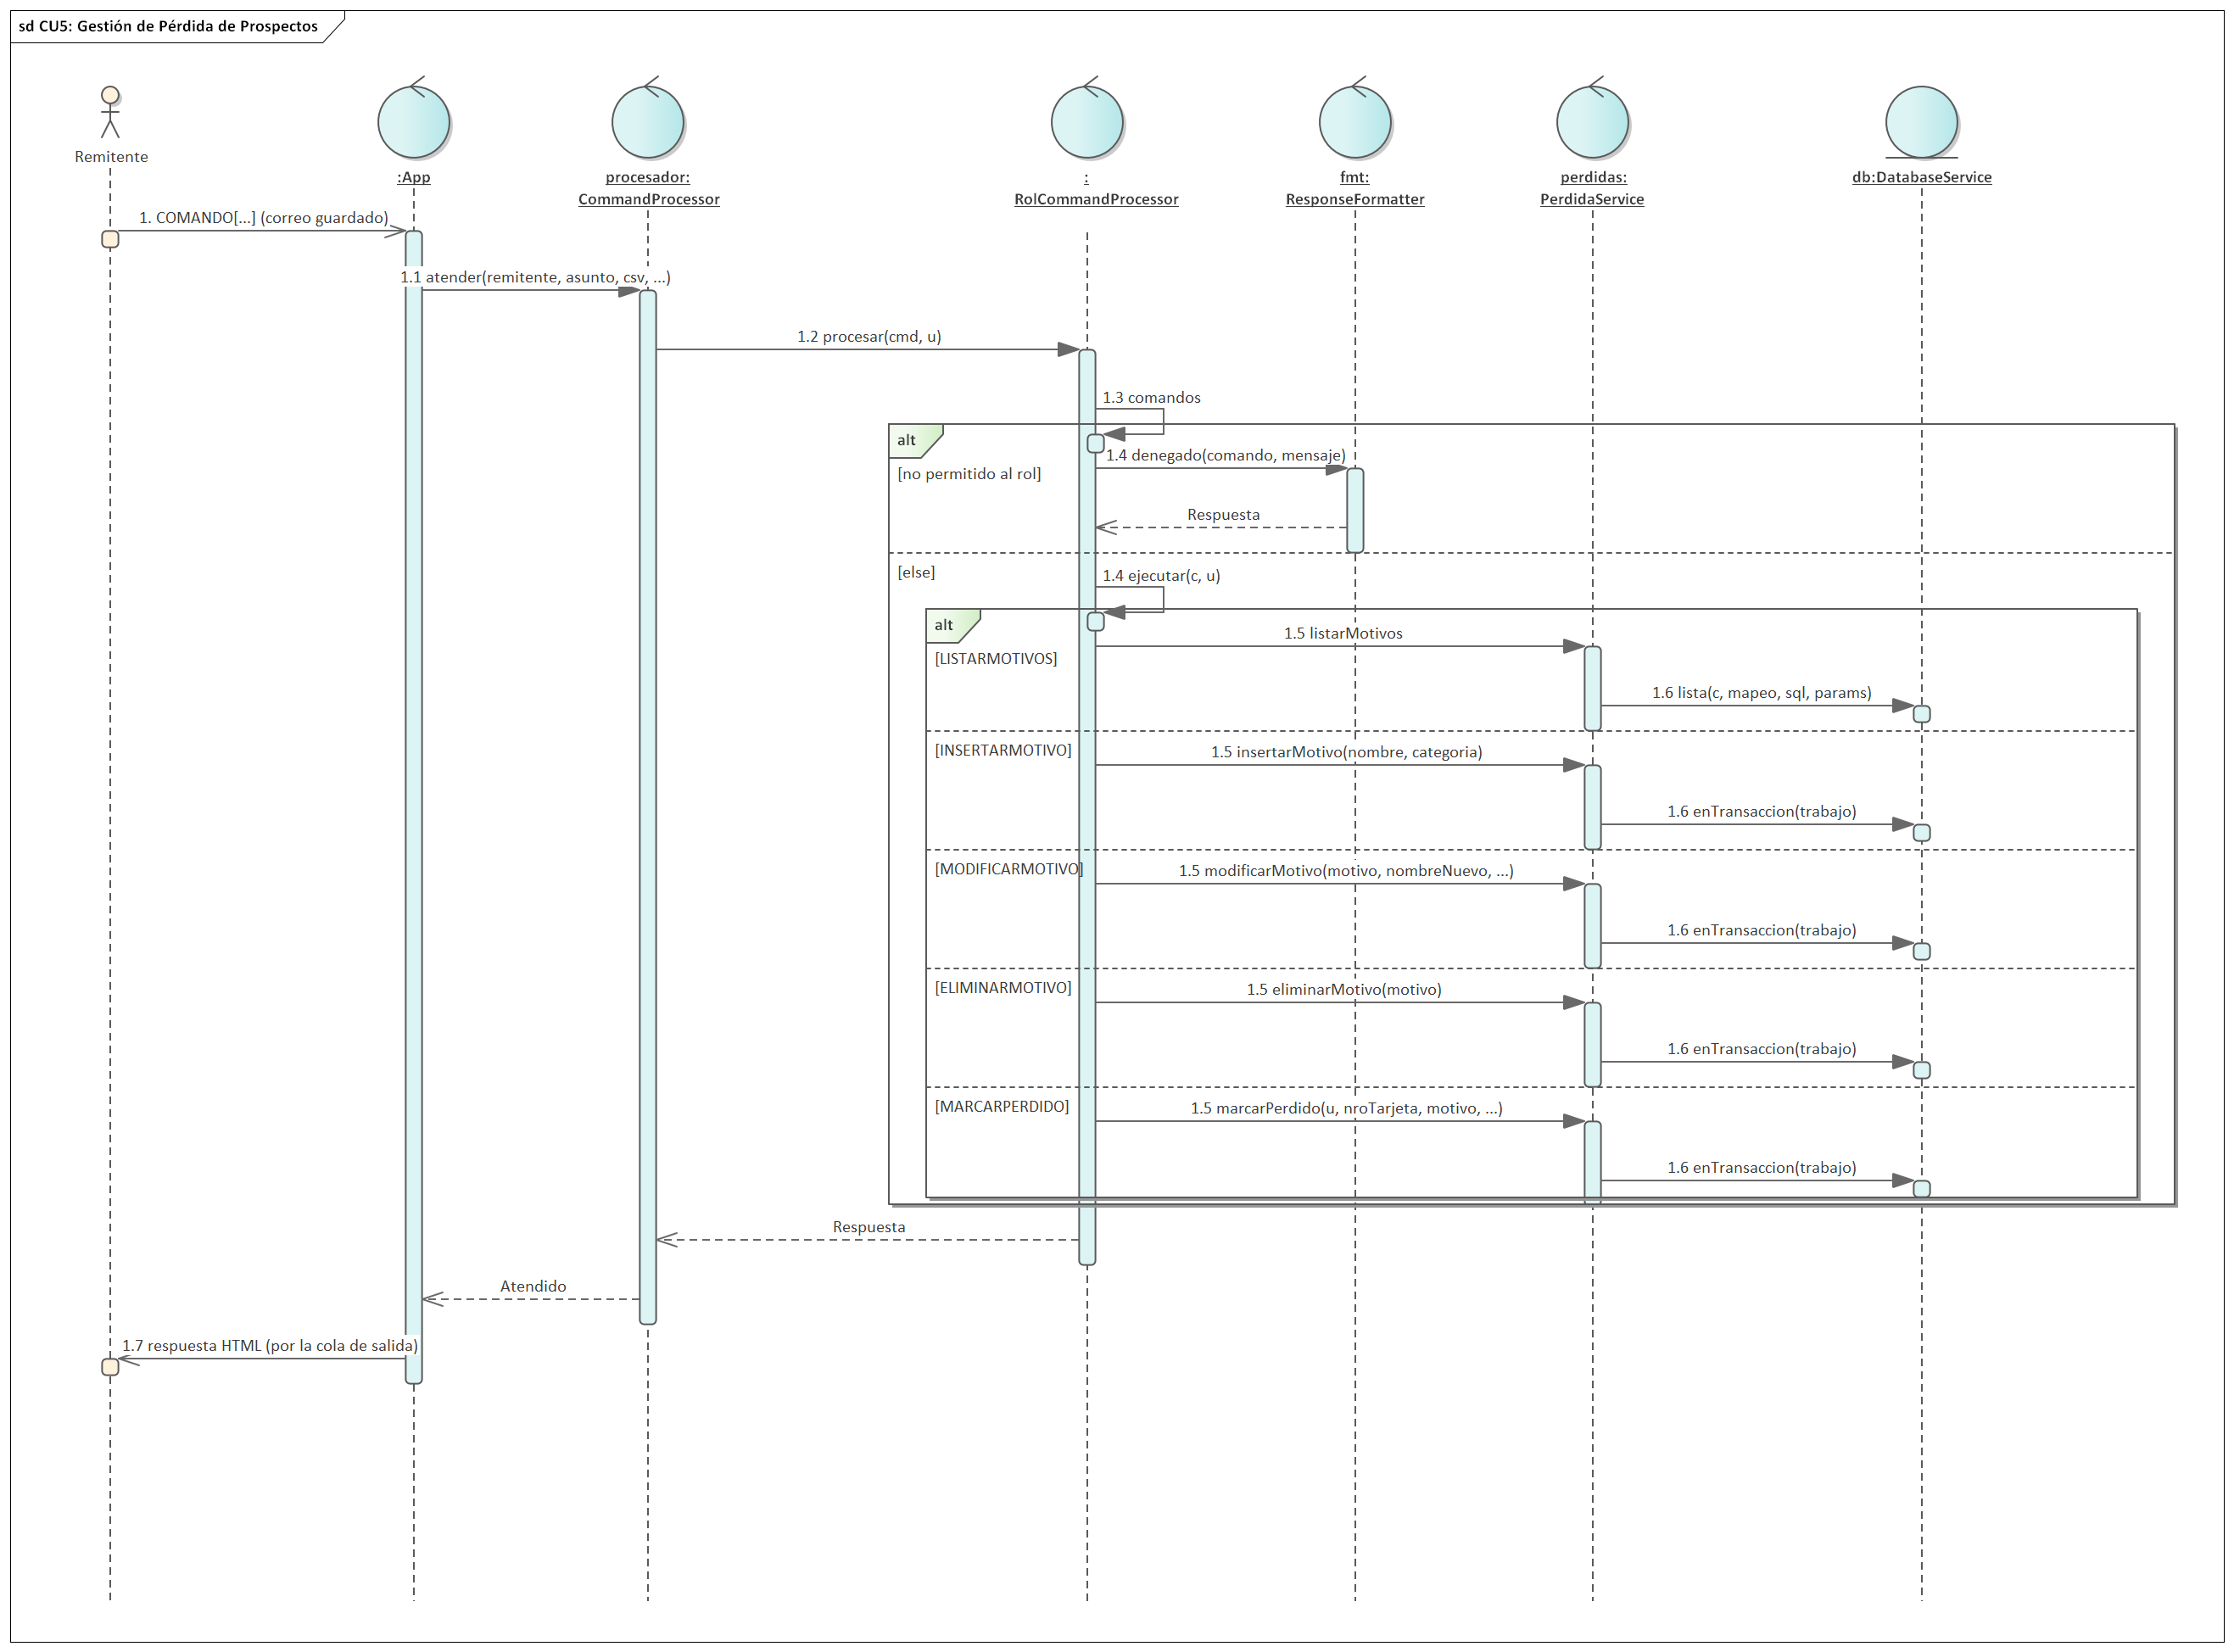 sd CU5: Gestión de Pérdida de Prospectos
Remitente
:App
procesador:
CommandProcessor
:
RolCommandProcessor
fmt:
ResponseFormatter
perdidas:
PerdidaService
db:DatabaseService
1. COMANDO[...] (correo guardado)
1.1 atender(remitente, asunto, csv, ...)
1.2 procesar(cmd, u)
1.3 comandos
alt
[no permitido al rol]
1.4 denegado(comando, mensaje)
Respuesta
[else]
1.4 ejecutar(c, u)
alt
[LISTARMOTIVOS]
1.5 listarMotivos
1.6 lista(c, mapeo, sql, params)
[INSERTARMOTIVO]
1.5 insertarMotivo(nombre, categoria)
1.6 enTransaccion(trabajo)
[MODIFICARMOTIVO]
1.5 modificarMotivo(motivo, nombreNuevo, ...)
1.6 enTransaccion(trabajo)
[ELIMINARMOTIVO]
1.5 eliminarMotivo(motivo)
1.6 enTransaccion(trabajo)
[MARCARPERDIDO]
1.5 marcarPerdido(u, nroTarjeta, motivo, ...)
1.6 enTransaccion(trabajo)
Respuesta
Atendido
1.7 respuesta HTML (por la cola de salida)